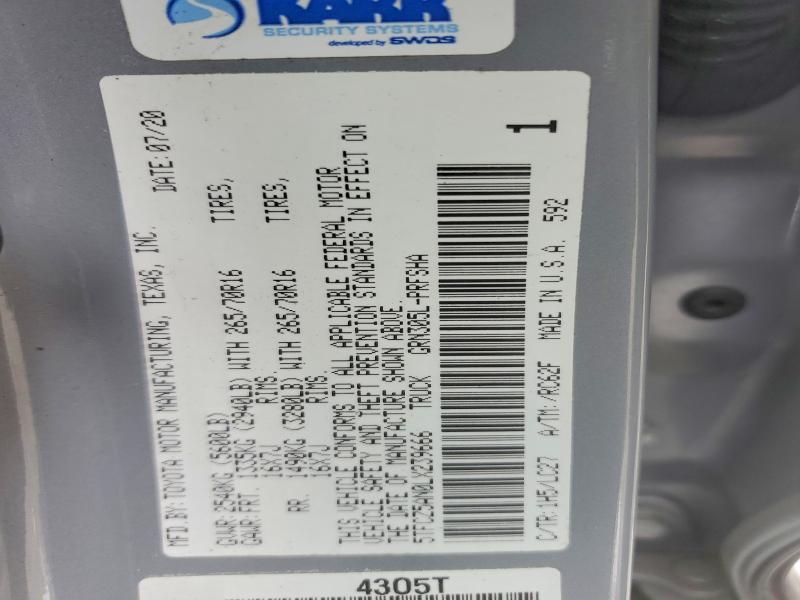 KARR
SECURITY SYSTEMS
developed by SWDS
MFD.BY:TOYOTA MOTOR MANUFACTURING, TEXAS, INC. DATE:07/20
GVWR:2540KG (5600LB)
GAWR:FRT. 1335KG (2940LB) WITH 265/70R16 TIRES,
16X7J RIMS.
RR. 1490KG (3280LB) WITH 265/70R16 TIRES,
16X7J RIMS.
THIS VEHICLE CONFORMS TO ALL APPLICABLE FEDERAL MOTOR
VEHICLE SAFETY AND THEFT PREVENTION STANDARDS IN EFFECT ON
THE DATE OF MANUFACTURE SHOWN ABOVE.
TRUCK GRN305L-PRFSHA
1
C/TR:1H5/LC27 A/TM:/RC62F MADE IN U.S.A. 592
4305T